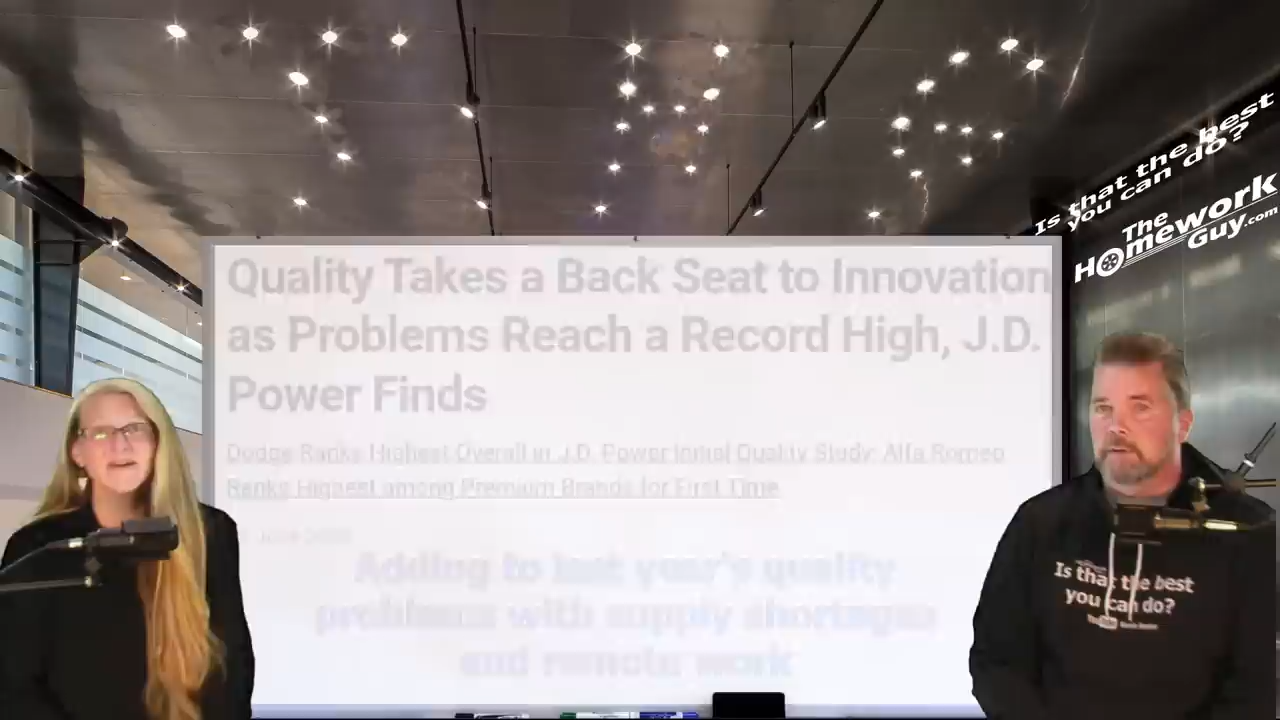 Is that the best
you can do?
The
Homework
Guy.com
Quality Takes a Back Seat to Innovation
as Problems Reach a Record High, J.D.
Power Finds
Dodge Ranks Highest Overall in J.D. Power Initial Quality Study; Alfa Romeo
Ranks Highest among Premium Brands for First Time
Adding to last year's quality
problems with supply shortages
and remote work
Is that the best
you can do?